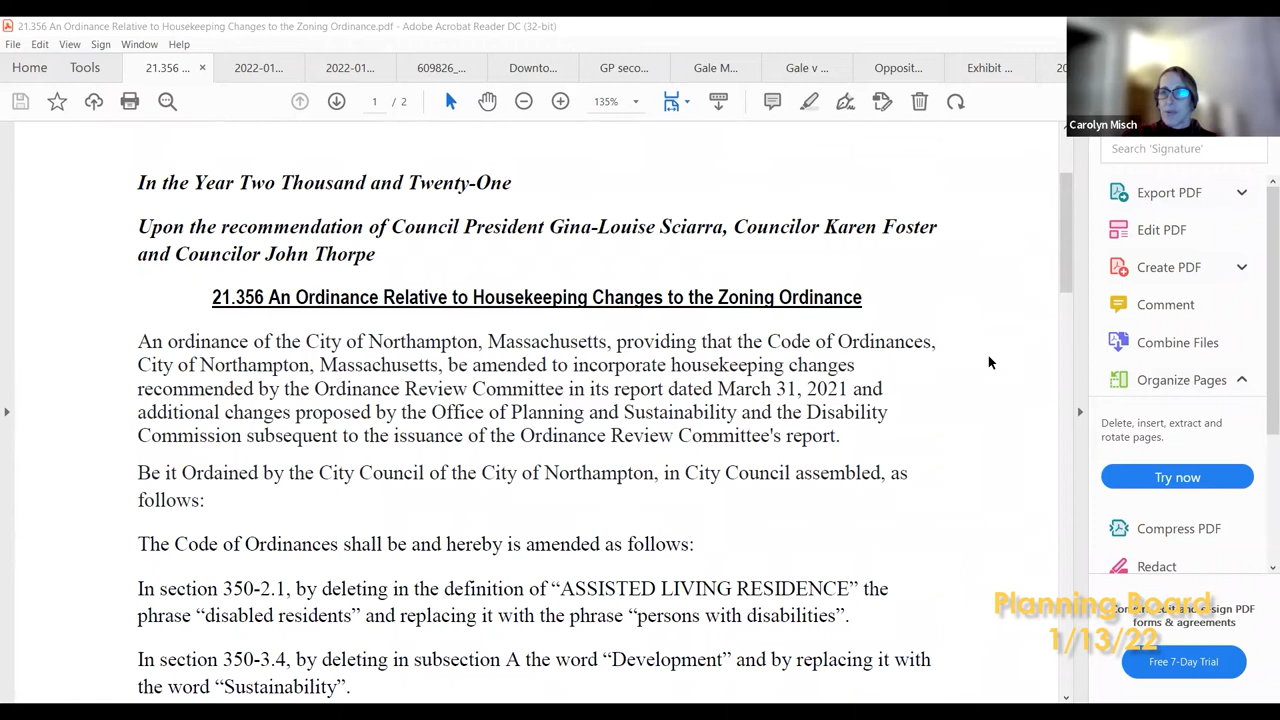 21.356 An Ordinance Relative to Housekeeping Changes to the Zoning Ordinance.pdf - Adobe Acrobat Reader DC (32-bit)
File Edit View Sign Window Help
Home Tools 21.356 ... × 2022-01... 2022-01... 609826_... Downto... GP seco... Gale M... Gale v ... Opposit... Exhibit ... 20
1 / 2 135%
Carolyn Misch
Search 'Signature'
In the Year Two Thousand and Twenty-One
Upon the recommendation of Council President Gina-Louise Sciarra, Councilor Karen Foster
and Councilor John Thorpe
21.356 An Ordinance Relative to Housekeeping Changes to the Zoning Ordinance
An ordinance of the City of Northampton, Massachusetts, providing that the Code of Ordinances,
City of Northampton, Massachusetts, be amended to incorporate housekeeping changes
recommended by the Ordinance Review Committee in its report dated March 31, 2021 and
additional changes proposed by the Office of Planning and Sustainability and the Disability
Commission subsequent to the issuance of the Ordinance Review Committee's report.
Be it Ordained by the City Council of the City of Northampton, in City Council assembled, as
follows:
The Code of Ordinances shall be and hereby is amended as follows:
In section 350-2.1, by deleting in the definition of “ASSISTED LIVING RESIDENCE” the
phrase “disabled residents” and replacing it with the phrase “persons with disabilities”.
In section 350-3.4, by deleting in subsection A the word “Development” and by replacing it with
the word “Sustainability”.
Export PDF
Edit PDF
Create PDF
Comment
Combine Files
Organize Pages
Delete, insert, extract and
rotate pages.
Try now
Compress PDF
Redact
Planning Board
1/13/22
edit and e-sign PDF
forms & agreements
Free 7-Day Trial